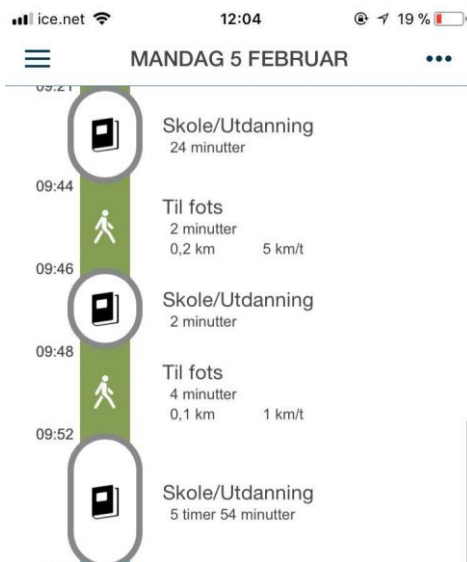 ice.net 12:04 19 %
MANDAG 5 FEBRUAR
09:21
Skole/Utdanning
24 minutter
09:44
Til fots
2 minutter
0,2 km 5 km/t
09:46
Skole/Utdanning
2 minutter
09:48
Til fots
4 minutter
0,1 km 1 km/t
09:52
Skole/Utdanning
5 timer 54 minutter